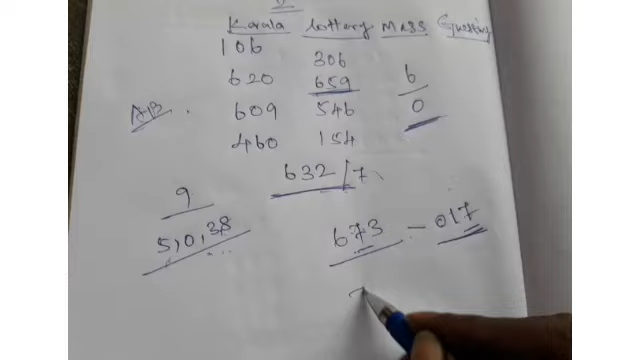 Karala lottery Mass Guessing
106 306
620 659 6
AB. 609 546 0
460 154
632/7
9
5,0,38
673 - 017